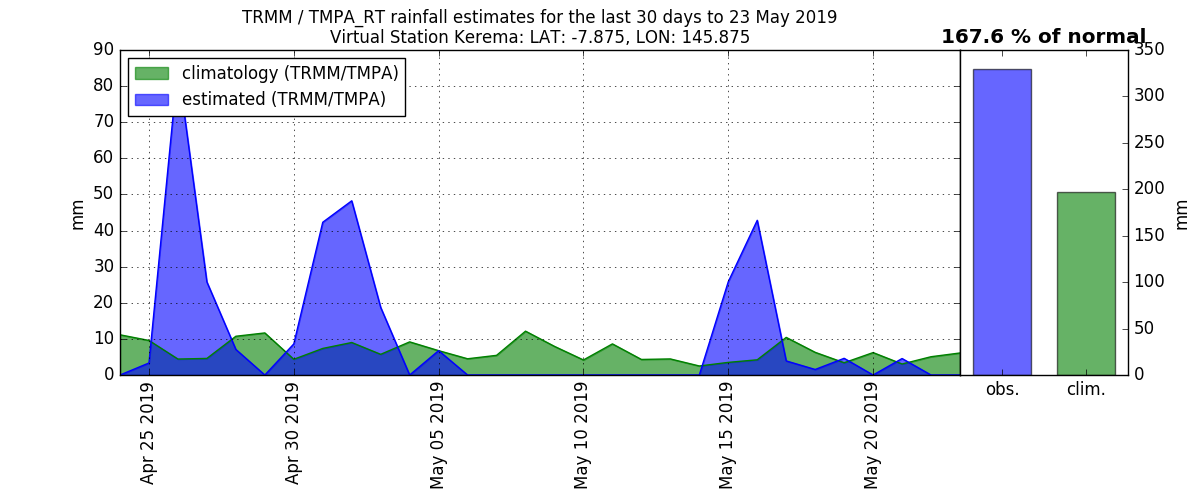 TRMM / TMPA_RT rainfall estimates for the last 30 days to 23 May 2019
Virtual Station Kerema: LAT: -7.875, LON: 145.875
167.6 % of normal
climatology (TRMM/TMPA)
estimated (TRMM/TMPA)
mm
90
80
70
60
50
40
30
20
10
0
Apr 25 2019
Apr 30 2019
May 05 2019
May 10 2019
May 15 2019
May 20 2019
obs.
clim.
350
300
250
200
150
100
50
0
mm